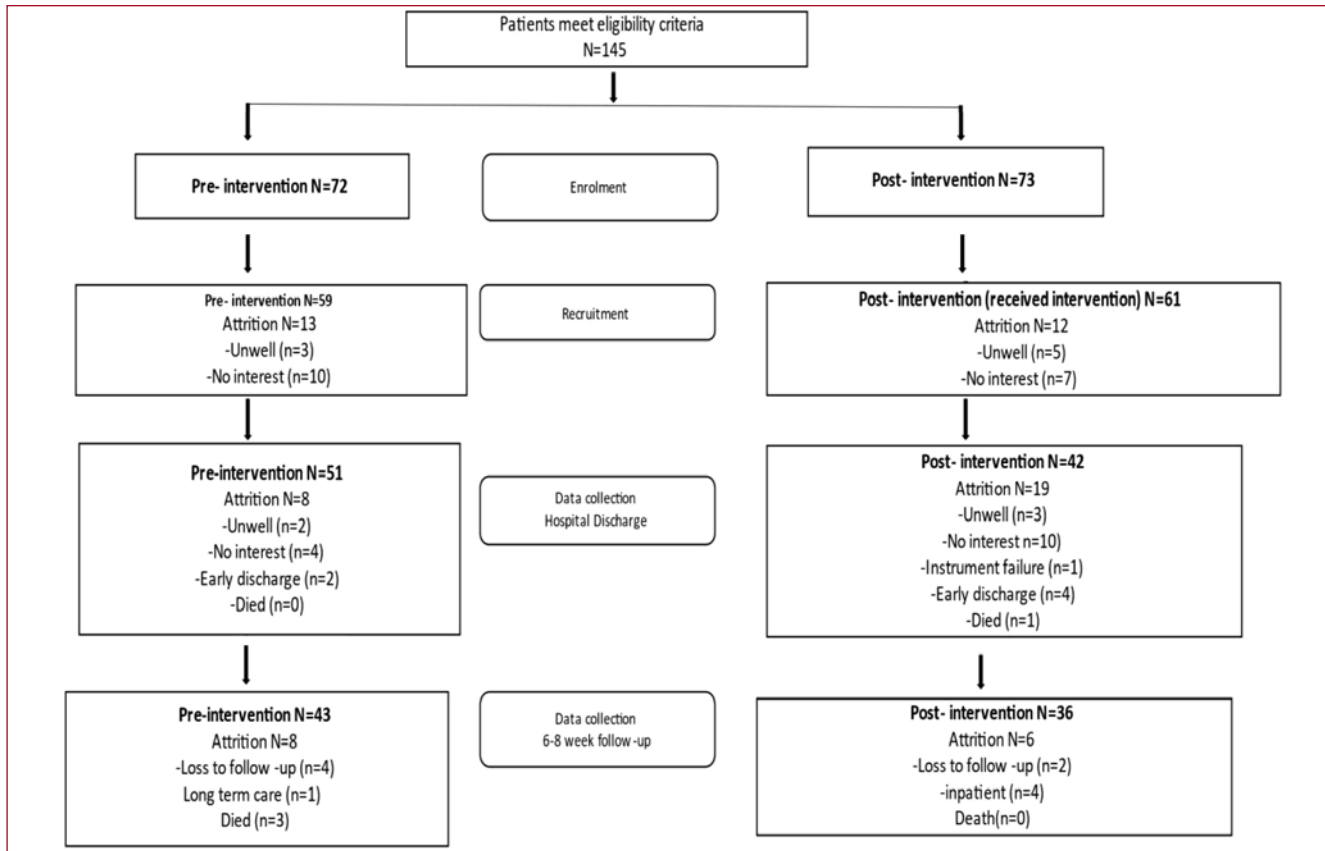 Patients meet eligibility criteria
N=145
Pre- intervention N=72
Enrolment
Post- intervention N=73
Pre- intervention N=59
Attrition N=13
-Unwell (n=3)
-No interest (n=10)
Recruitment
Post- intervention (received intervention) N=61
Attrition N=12
-Unwell (n=5)
-No interest (n=7)
Pre-intervention N=51
Attrition N=8
-Unwell (n=2)
-No interest (n=4)
-Early discharge (n=2)
-Died (n=0)
Data collection
Hospital Discharge
Post- intervention N=42
Attrition N=19
-Unwell (n=3)
-No interest n=10)
-Instrument failure (n=1)
-Early discharge (n=4)
-Died (n=1)
Pre-intervention N=43
Attrition N=8
-Loss to follow -up (n=4)
Long term care (n=1)
Died (n=3)
Data collection
6-8 week follow -up
Post- intervention N=36
Attrition N=6
-Loss to follow -up (n=2)
-inpatient (n=4)
Death(n=0)